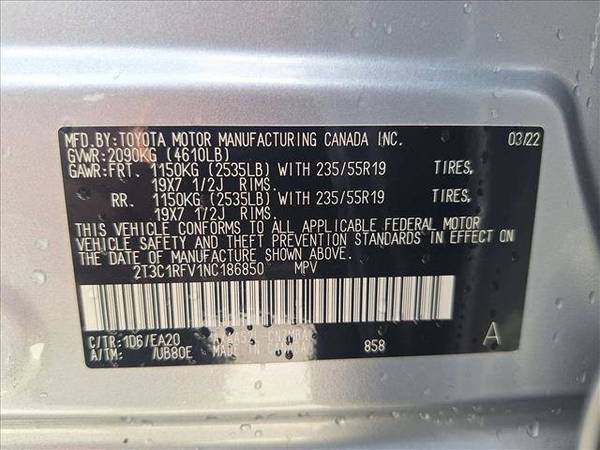 MFD.BY:TOYOTA MOTOR MANUFACTURING CANADA INC. 03/22
GVWR:2090KG (4610LB)
GAWR:FRT. 1150KG (2535LB) WITH 235/55R19 TIRES,
19X7 1/2J RIMS,
RR. 1150KG (2535LB) WITH 235/55R19 TIRES,
19X7 1/2J RIMS,
THIS VEHICLE CONFORMS TO ALL APPLICABLE FEDERAL MOTOR
VEHICLE SAFETY AND THEFT PREVENTION STANDARDS IN EFFECT ON
THE DATE OF MANUFACTURE SHOWN ABOVE.
2T3C1RFV1NC186850 MPV
C/TR:1D6/EA20
A/TM: /UB80E
858
A